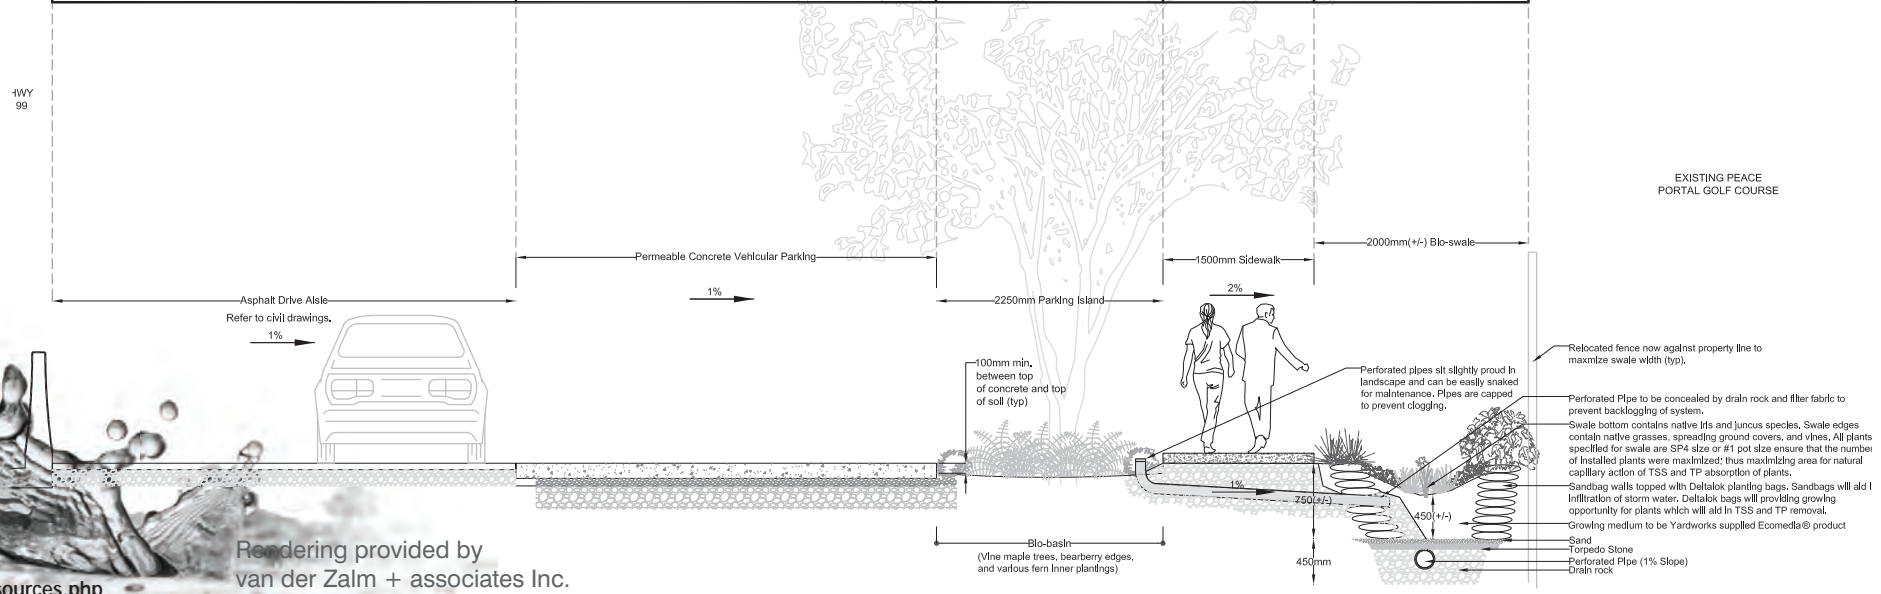 HWY
99
EXISTING PEACE
PORTAL GOLF COURSE
2000mm(+/-) Bio-swale
Permeable Concrete Vehicular Parking
1500mm Sidewalk
1%
2%
Asphalt Drive Aisle
2250mm Parking Island
Refer to civil drawings.
1%
Relocated fence now against property line to
maxmize swale width (typ).
100mm min.
between top
of concrete and top
of soil (typ)
Perforated pipes sit slightly proud in
landscape and can be easily snaked
for maintenance. Pipes are capped
to prevent clogging.
Perforated Pipe to be concealed by drain rock and filter fabric to
prevent backlogging of system.
Swale bottom contains native iris and juncus species. Swale edges
contain native grasses, spreading ground covers, and vines. All plants
specified for swale are SP4 size or #1 pot size ensure that the number
of installed plants were maximized; thus maximizing area for natural
capillary action of TSS and TP absorption of plants.
Sandbag walls topped with Deltalok planting bags. Sandbags will aid i
infiltration of storm water. Deltalok bags will providing growing
opportunity for plants which will aid in TSS and TP removal.
Growing medium to be Yardworks supplied Ecomedia® product
Sand
Torpedo Stone
Perforated Pipe (1% Slope)
Drain rock
1%
750(+/-)
450(+/-)
450mm
Bio-basin
(Vine maple trees, bearberry edges,
and various fern inner plantings)
Rendering provided by
van der Zalm + associates Inc.
sources.php